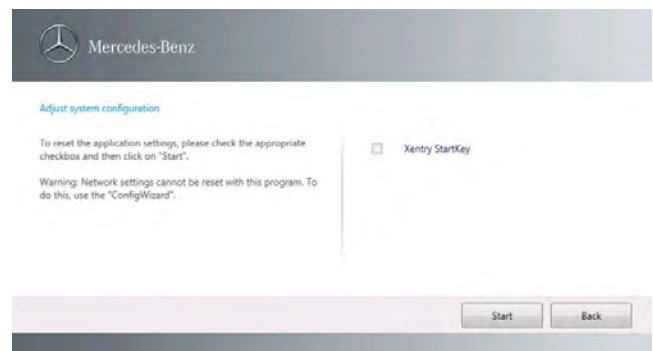 Mercedes-Benz
Adjust system configuration
To reset the application settings, please check the appropriate
checkbox and then click on "Start".
Warning: Network settings cannot be reset with this program. To
do this, use the "ConfigWizard".
Xentry StartKey
Start
Back